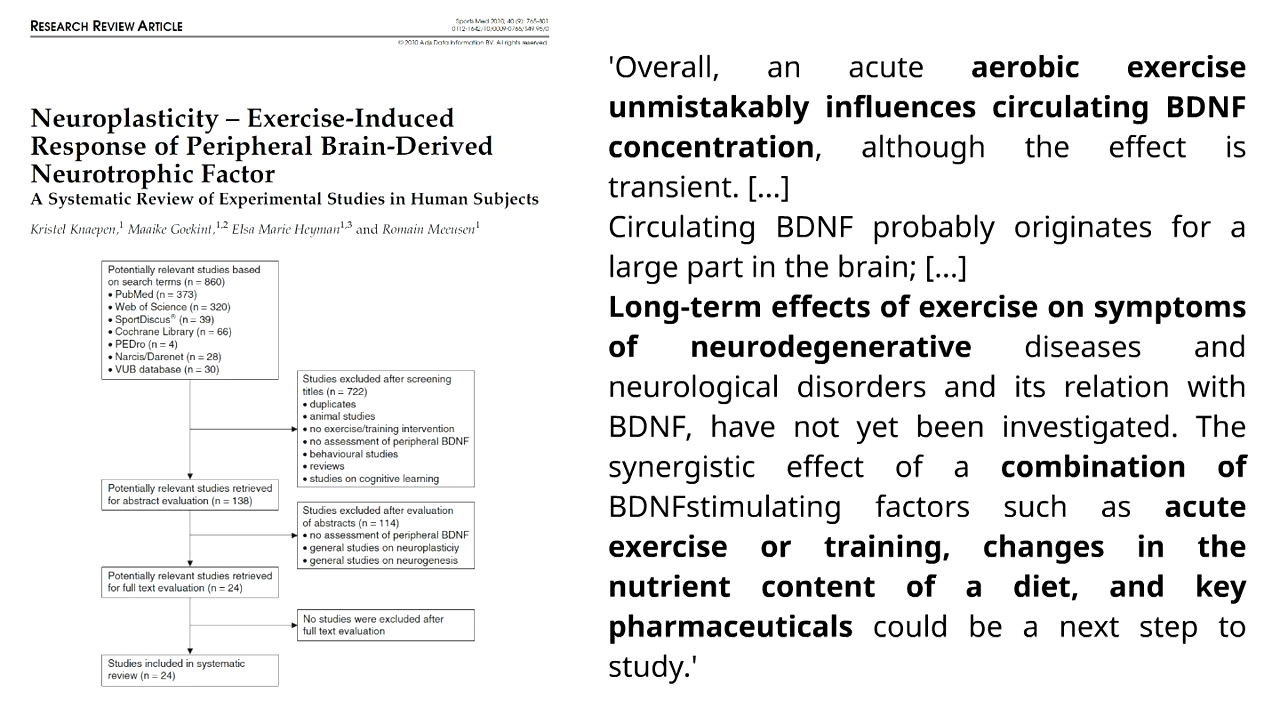 RESEARCH REVIEW ARTICLE
Sports Med 2010; 40 (9): 765-801
0112-1642/10/0009-0765/$49.95/0
© 2010 Adis Data Information BV. All rights reserved.
Neuroplasticity – Exercise-Induced
Response of Peripheral Brain-Derived
Neurotrophic Factor
A Systematic Review of Experimental Studies in Human Subjects
Kristel Knaepen,1 Maaike Goekint,1,2 Elsa Marie Heyman1,3 and Romain Meeusen1
Potentially relevant studies based
on search terms (n = 860)
• PubMed (n = 373)
• Web of Science (n = 320)
• SportDiscus® (n = 39)
• Cochrane Library (n = 66)
• PEDro (n = 4)
• Narcis/Darenet (n = 28)
• VUB database (n = 30)
Studies excluded after screening
titles (n = 722)
• duplicates
• animal studies
• no exercise/training intervention
• no assessment of peripheral BDNF
• behavioural studies
• reviews
• studies on cognitive learning
Potentially relevant studies retrieved
for abstract evaluation (n = 138)
Studies excluded after evaluation
of abstracts (n = 114)
• no assessment of peripheral BDNF
• general studies on neuroplasticiy
• general studies on neurogenesis
Potentially relevant studies retrieved
for full text evaluation (n = 24)
No studies were excluded after
full text evaluation
Studies included in systematic
review (n = 24)
'Overall, an acute aerobic exercise
unmistakably influences circulating BDNF
concentration, although the effect is
transient. [...]
Circulating BDNF probably originates for a
large part in the brain; [...]
Long-term effects of exercise on symptoms
of neurodegenerative diseases and
neurological disorders and its relation with
BDNF, have not yet been investigated. The
synergistic effect of a combination of
BDNFstimulating factors such as acute
exercise or training, changes in the
nutrient content of a diet, and key
pharmaceuticals could be a next step to
study.'